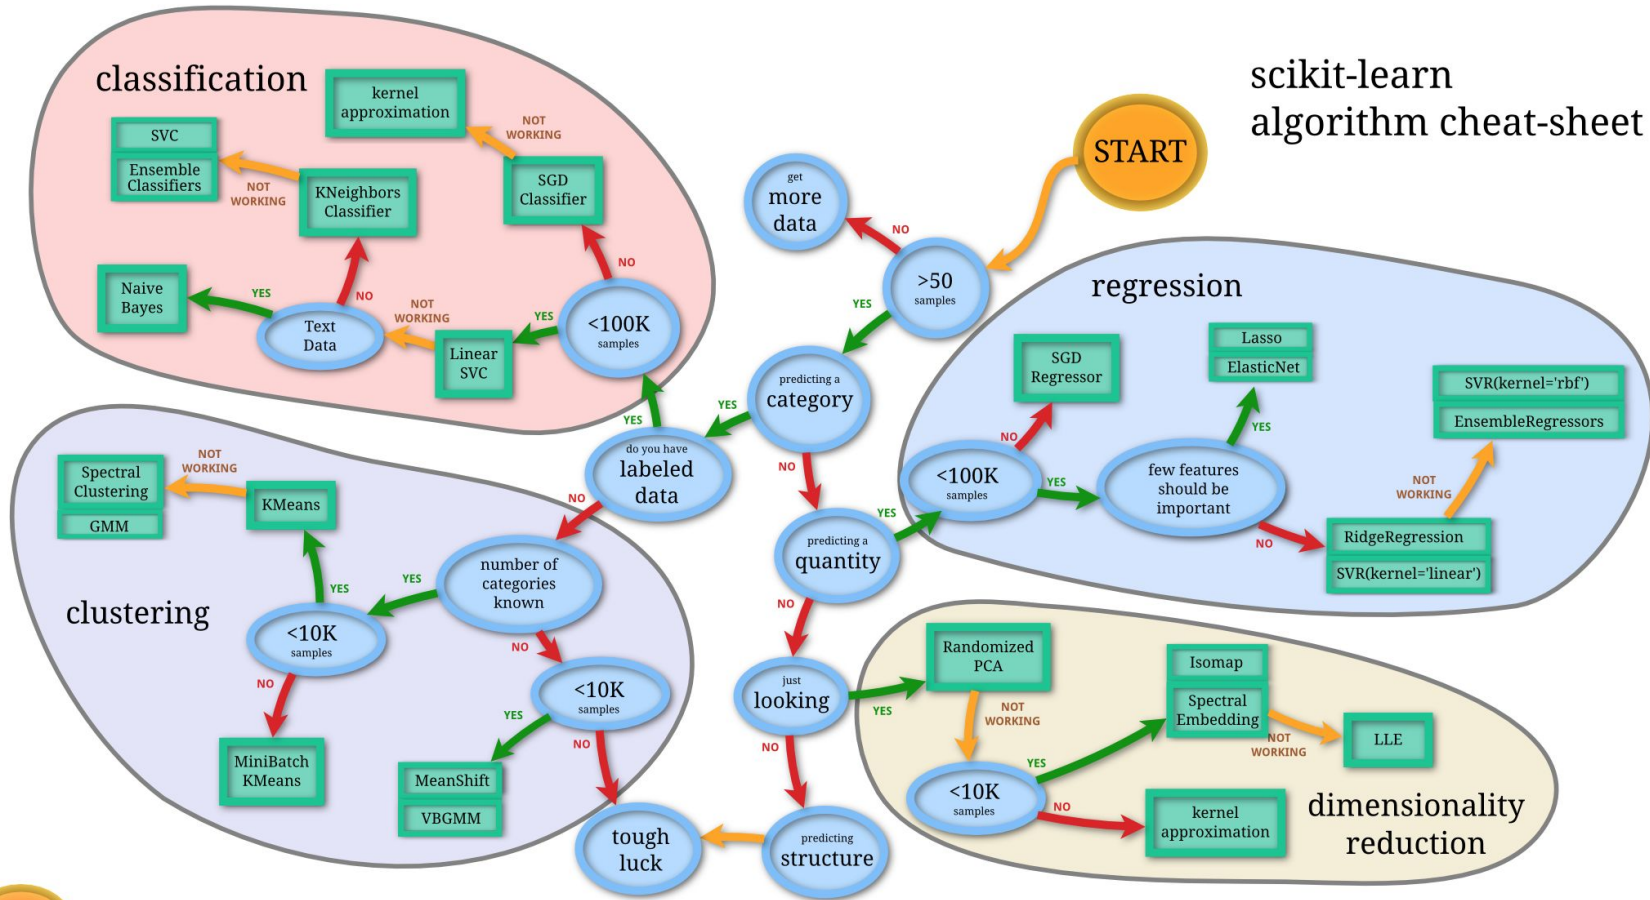 scikit-learn
algorithm cheat-sheet
START
get
more
data
NO
>50
samples
YES
predicting a
category
YES
NO
do you have
labeled
data
YES
NO
predicting a
quantity
YES
NO
just
looking
YES
NO
predicting
structure
tough
luck
classification
kernel
approximation
NOT
WORKING
SVC
Ensemble
Classifiers
NOT
WORKING
KNeighbors
Classifier
SGD
Classifier
NO
Naive
Bayes
YES
NO
Text
Data
NOT
WORKING
Linear
SVC
YES
<100K
samples
regression
SGD
Regressor
Lasso
ElasticNet
SVR(kernel='rbf')
EnsembleRegressors
NO
YES
<100K
samples
YES
few features
should be
important
NOT
WORKING
NO
RidgeRegression
SVR(kernel='linear')
clustering
Spectral
Clustering
GMM
NOT
WORKING
KMeans
YES
number of
categories
known
YES
<10K
samples
NO
NO
<10K
samples
YES
NO
MiniBatch
KMeans
MeanShift
VBGMM
Randomized
PCA
NOT
WORKING
Isomap
Spectral
Embedding
NOT
WORKING
LLE
YES
<10K
samples
NO
kernel
approximation
dimensionality
reduction